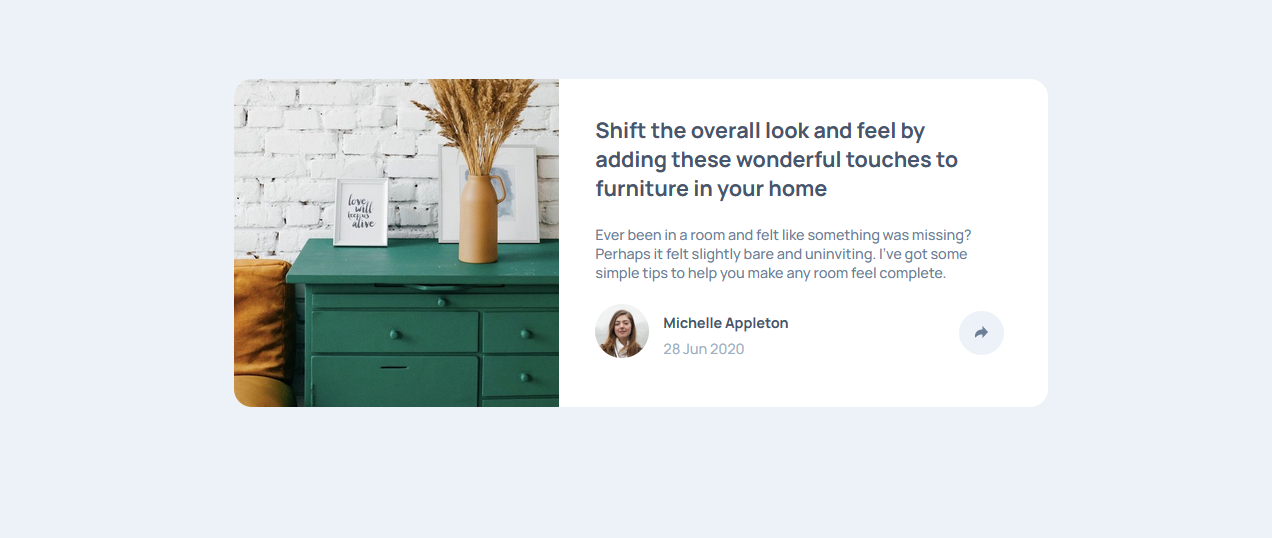 love
will
keep us
alive
Shift the overall look and feel by
adding these wonderful touches to
furniture in your home
Ever been in a room and felt like something was missing?
Perhaps it felt slightly bare and uninviting. I’ve got some
simple tips to help you make any room feel complete.
Michelle Appleton
28 Jun 2020